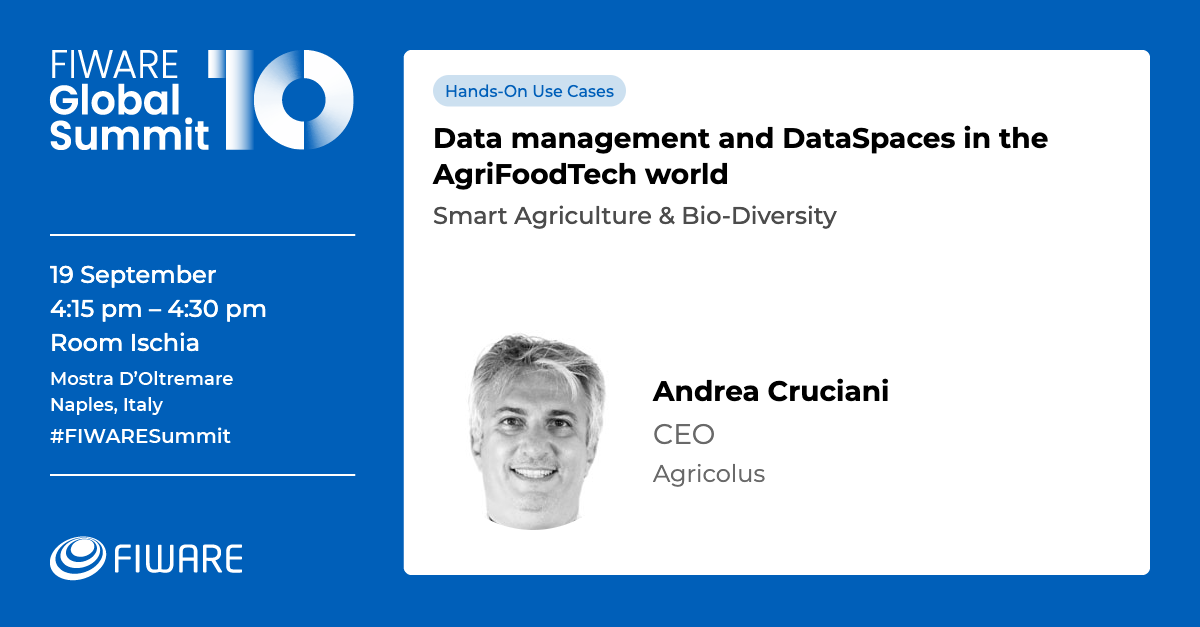 FIWARE
Global
Summit
10
19 September
4:15 pm – 4:30 pm
Room Ischia
Mostra D’Oltremare
Naples, Italy
#FIWARESummit
FIWARE
Hands-On Use Cases
Data management and DataSpaces in the
AgriFoodTech world
Smart Agriculture & Bio-Diversity
Andrea Cruciani
CEO
Agricolus